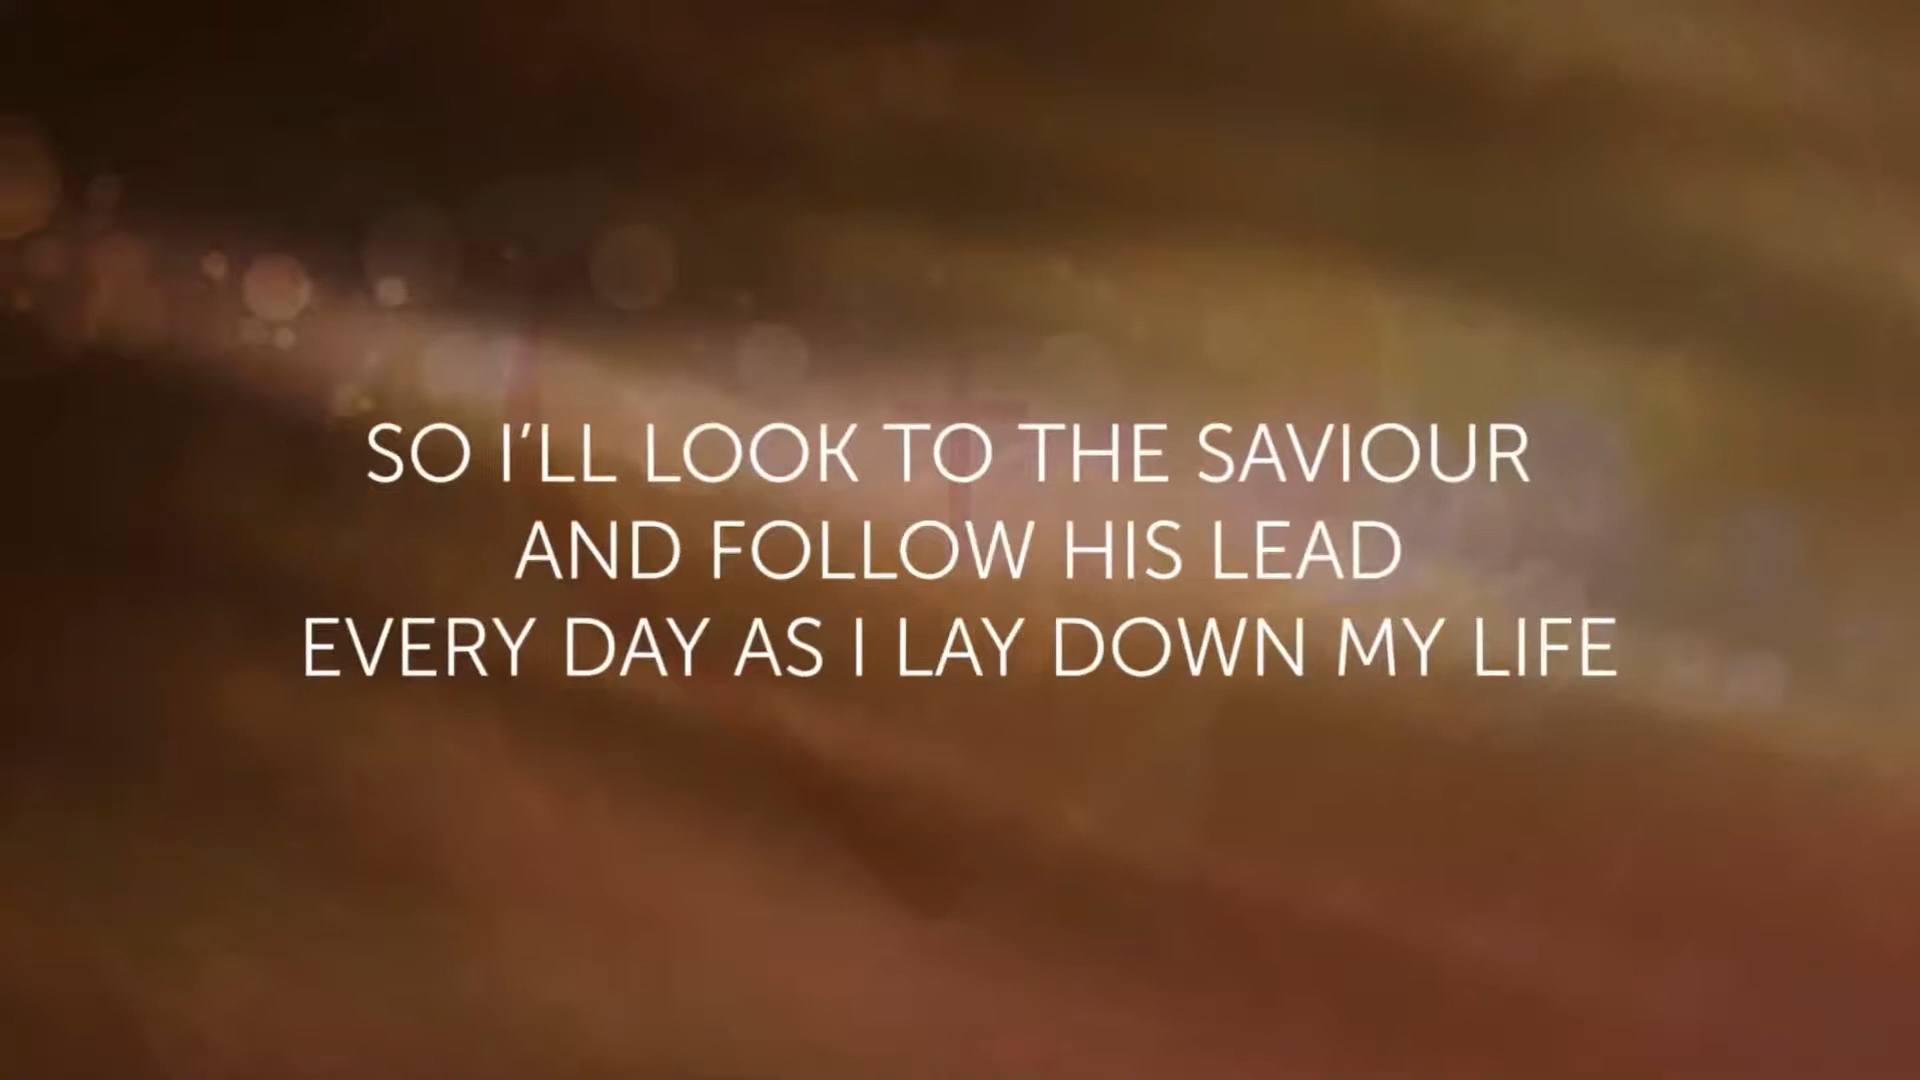 SO I’LL LOOK TO THE SAVIOUR
AND FOLLOW HIS LEAD
EVERY DAY AS I LAY DOWN MY LIFE